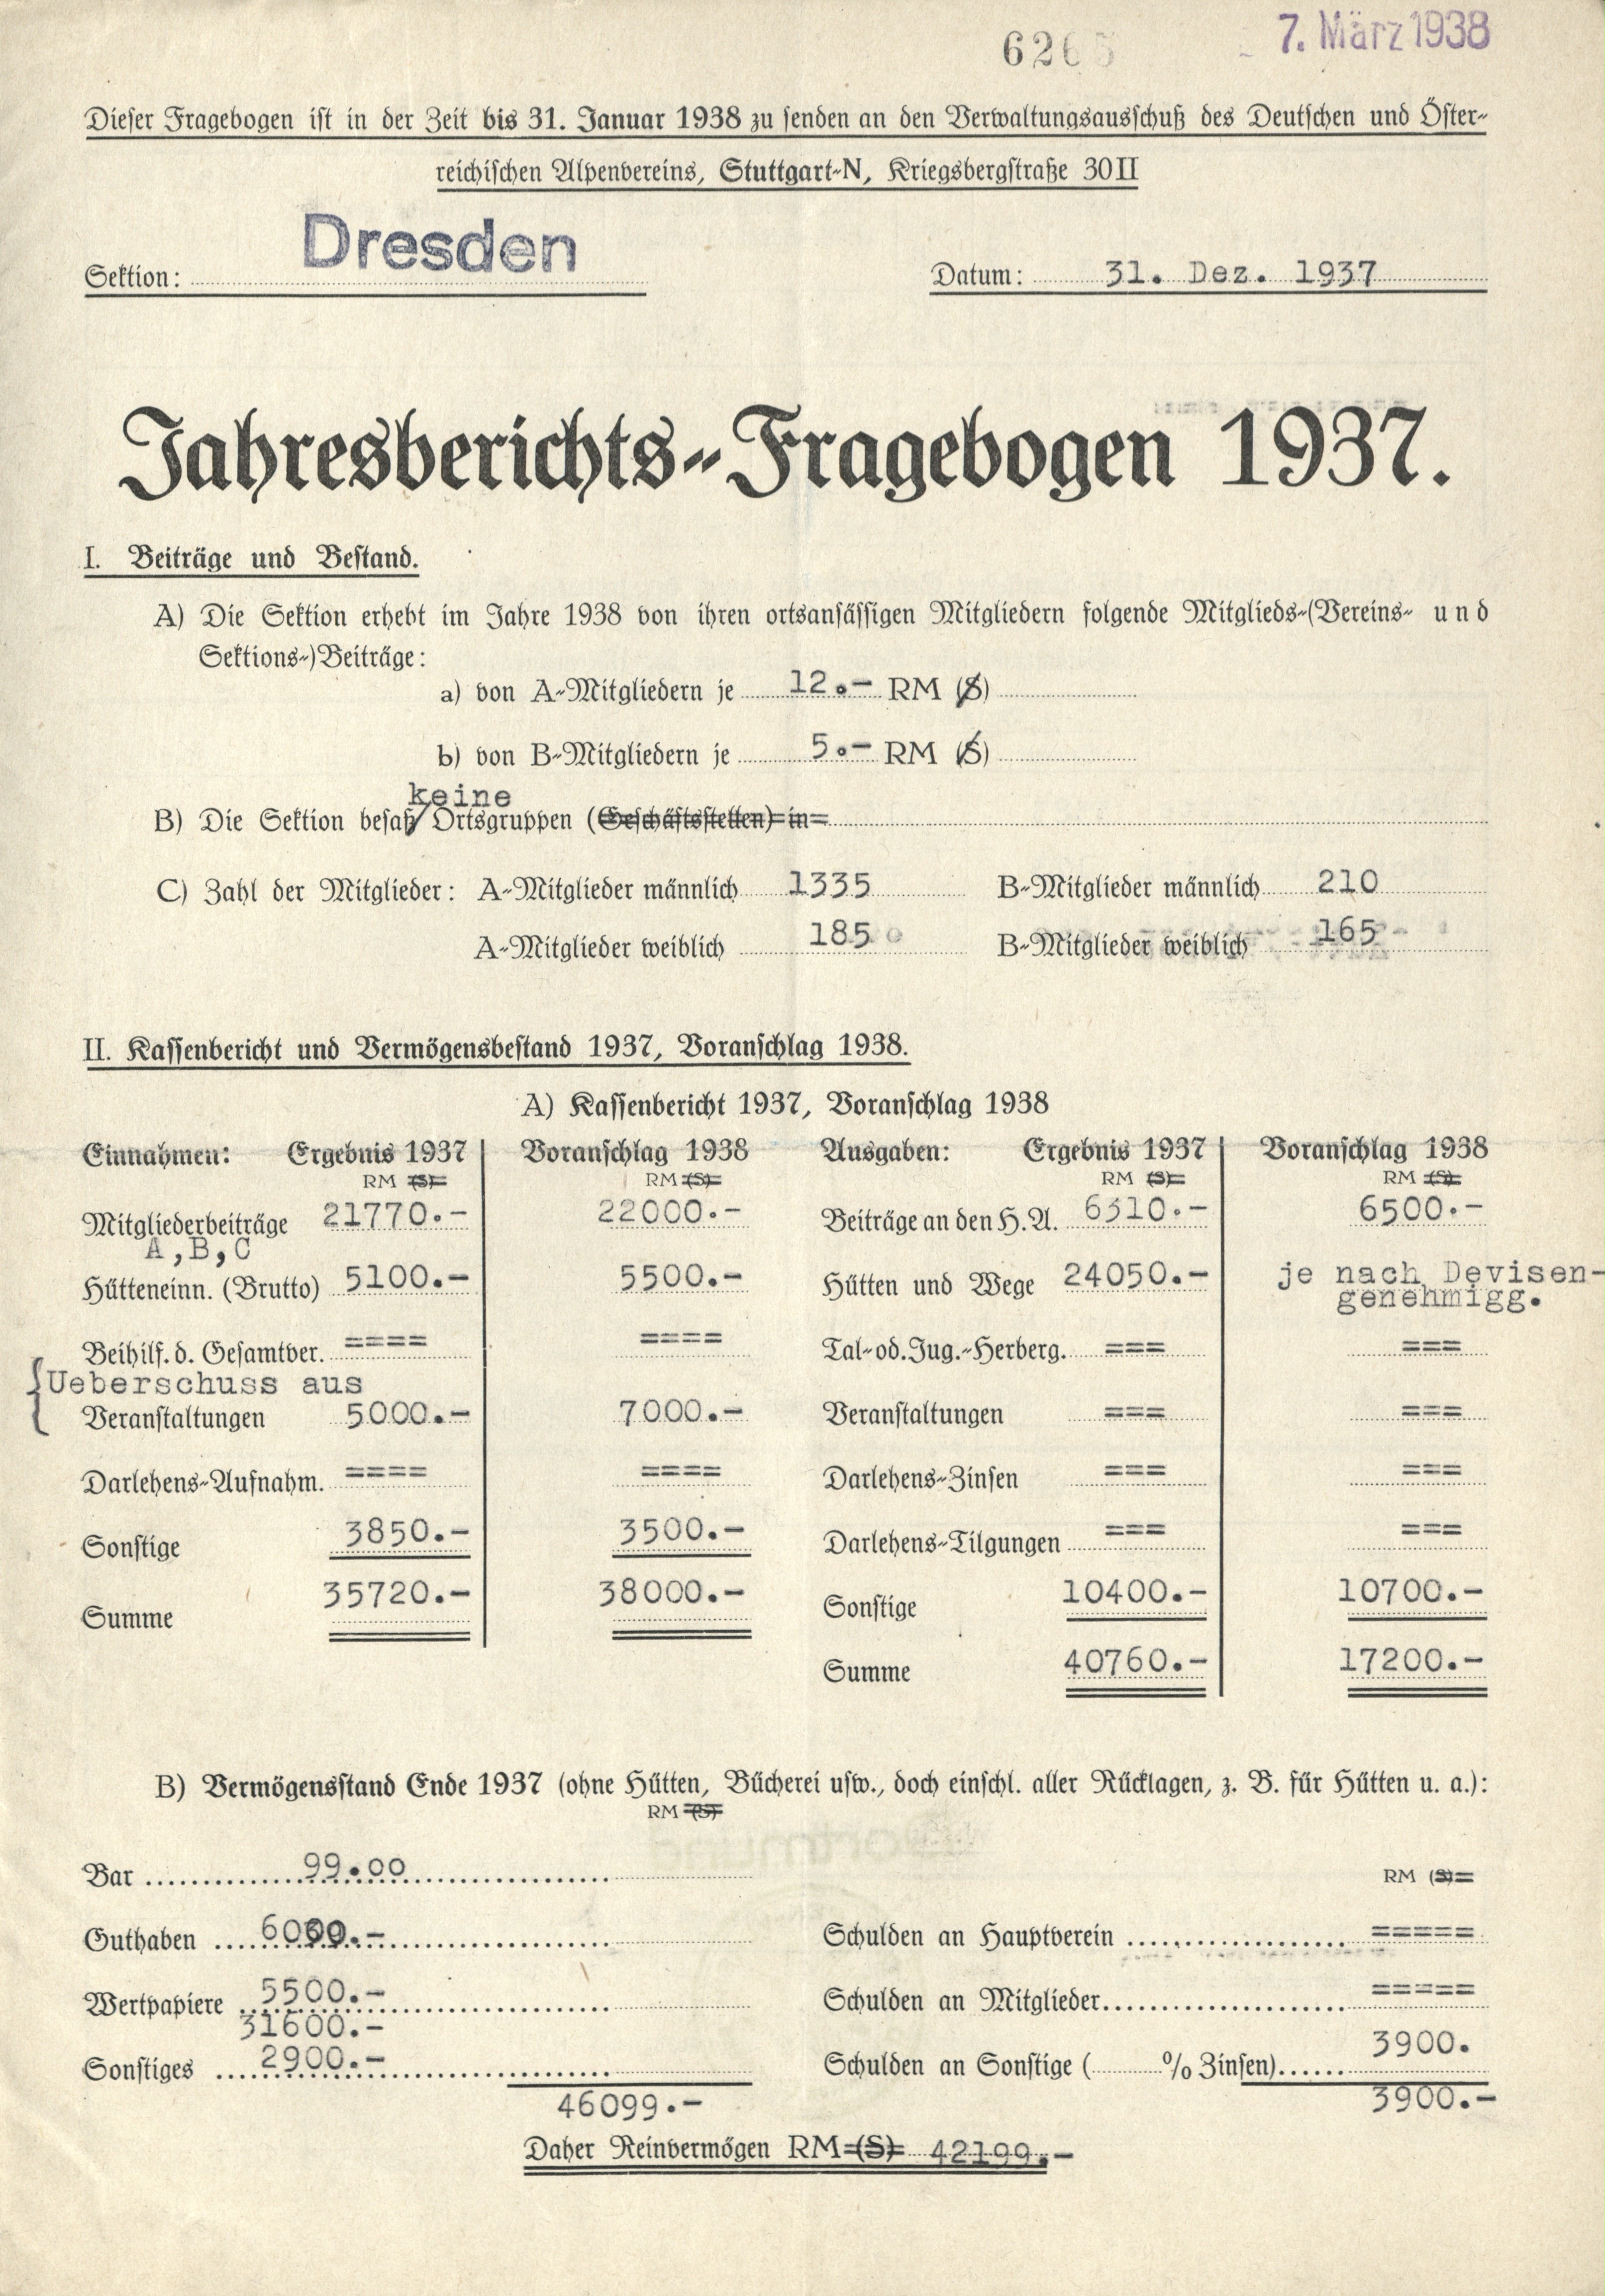 626
7. März 1938
Dieser Fragebogen ist in der Zeit bis 31. Januar 1938 zu senden an den Verwaltungsausschuß des Deutschen und Öster-
reichischen Alpenvereins, Stuttgart-N, Kriegsbergstraße 30 II
Sektion: Dresden Datum: 31. Dez. 1937
Jahresberichts-Fragebogen 1937.
I. Beiträge und Bestand.
A) Die Sektion erhebt im Jahre 1938 von ihren ortsansässigen Mitgliedern folgende Mitglieds-(Vereins- und
Sektions-)Beiträge:
a) von A-Mitgliedern je 12.- RM (S)
b) von B-Mitgliedern je 5.- RM (S)
keine
B) Die Sektion besaß/ Ortsgruppen (Geschäftsstellen) in
C) Zahl der Mitglieder: A-Mitglieder männlich 1335 B-Mitglieder männlich 210
A-Mitglieder weiblich 185 B-Mitglieder weiblich 165
II. Kassenbericht und Vermögensbestand 1937, Voranschlag 1938.
A) Kassenbericht 1937, Voranschlag 1938
Einnahmen: Ergebnis 1937 Voranschlag 1938 Ausgaben: Ergebnis 1937 Voranschlag 1938
RM (S) RM (S) RM (S) RM (S)
Mitgliederbeiträge 21770.- 22000.- Beiträge an den H.A. 6310.- 6500.-
A,B,C
Hütteneinn. (Brutto) 5100.- 5500.- Hütten und Wege 24050.- je nach Devisen-
genehmigg.
Beihilf. d. Gesamtver. ==== ==== Tal- od. Jug.-Herberg. === ===
Ueberschuss aus
Veranstaltungen 5000.- 7000.- Veranstaltungen === ===
Darlehens-Aufnahm. ==== ==== Darlehens-Zinsen === ===
Sonstige 3850.- 3500.- Darlehens-Tilgungen === ===
Summe 35720.- 38000.- Sonstige 10400.- 10700.-
Summe 40760.- 17200.-
B) Vermögensstand Ende 1937 (ohne Hütten, Bücherei usw., doch einschl. aller Rücklagen, z. B. für Hütten u. a.):
RM (S)
Bar 99.00 RM (S)
Guthaben 6000.- Schulden an Hauptverein =====
Wertpapiere 5500.- Schulden an Mitglieder =====
31600.-
Sonstiges 2900.- Schulden an Sonstige ( % Zinsen) 3900.
46099.- 3900.-
Daher Reinvermögen RM (S) 42199.-